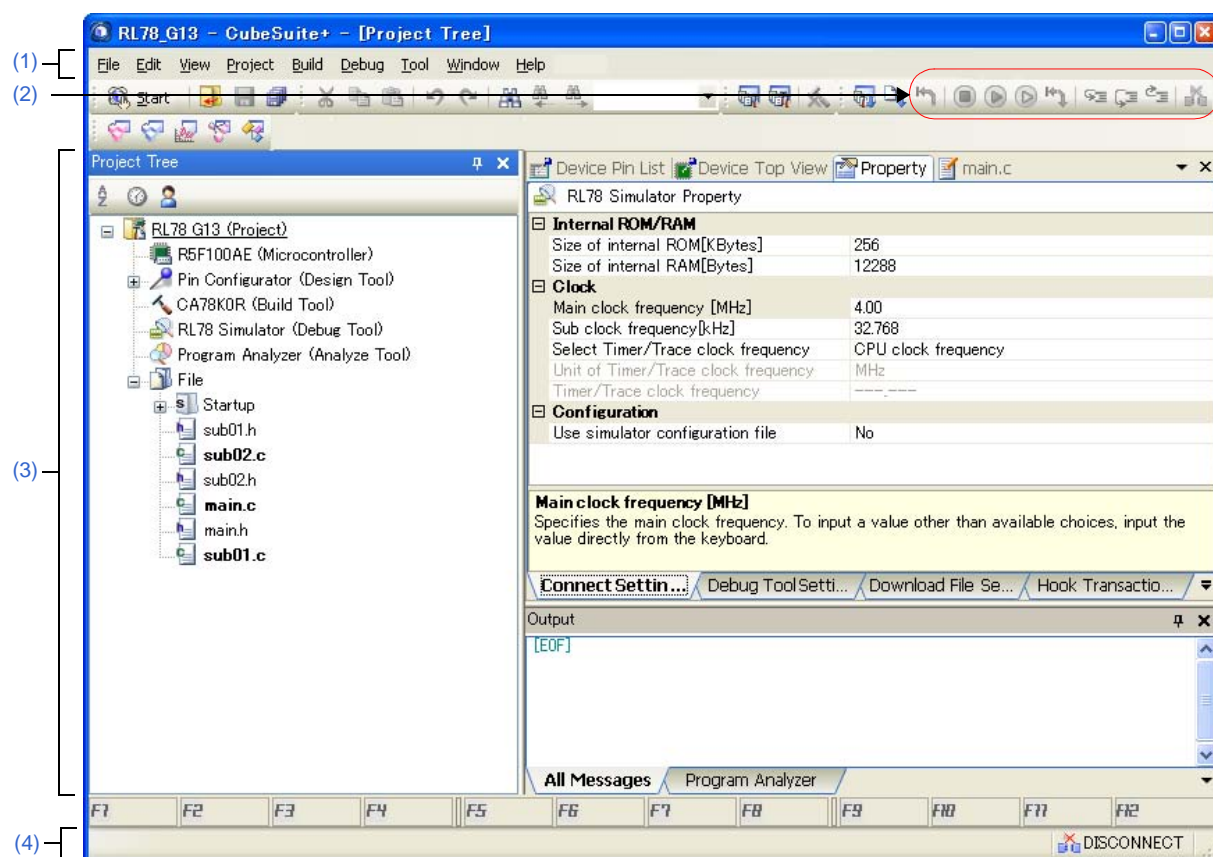 RL78_G13 - CubeSuite+ - [Project Tree]
(1)
File Edit View Project Build Debug Tool Window Help
(2)
Start
(3)
Project Tree
RL78 G13 (Project)
R5F100AE (Microcontroller)
Pin Configurator (Design Tool)
CA78K0R (Build Tool)
RL78 Simulator (Debug Tool)
Program Analyzer (Analyze Tool)
File
Startup
sub01.h
sub02.c
sub02.h
main.c
main.h
sub01.c
Device Pin List Device Top View Property main.c
RL78 Simulator Property
Internal ROM/RAM
Size of internal ROM[KBytes] 256
Size of internal RAM[Bytes] 12288
Clock
Main clock frequency [MHz] 4.00
Sub clock frequency[kHz] 32.768
Select Timer/Trace clock frequency CPU clock frequency
Unit of Timer/Trace clock frequency MHz
Timer/Trace clock frequency ---.---
Configuration
Use simulator configuration file No
Main clock frequency [MHz]
Specifies the main clock frequency. To input a value other than available choices, input the
value directly from the keyboard.
Connect Settin... Debug Tool Setti... Download File Se... Hook Transactio...
Output
[EOF]
All Messages Program Analyzer
F1 F2 F3 F4 F5 F6 F7 F8 F9 F10 F11 F12
(4)
DISCONNECT